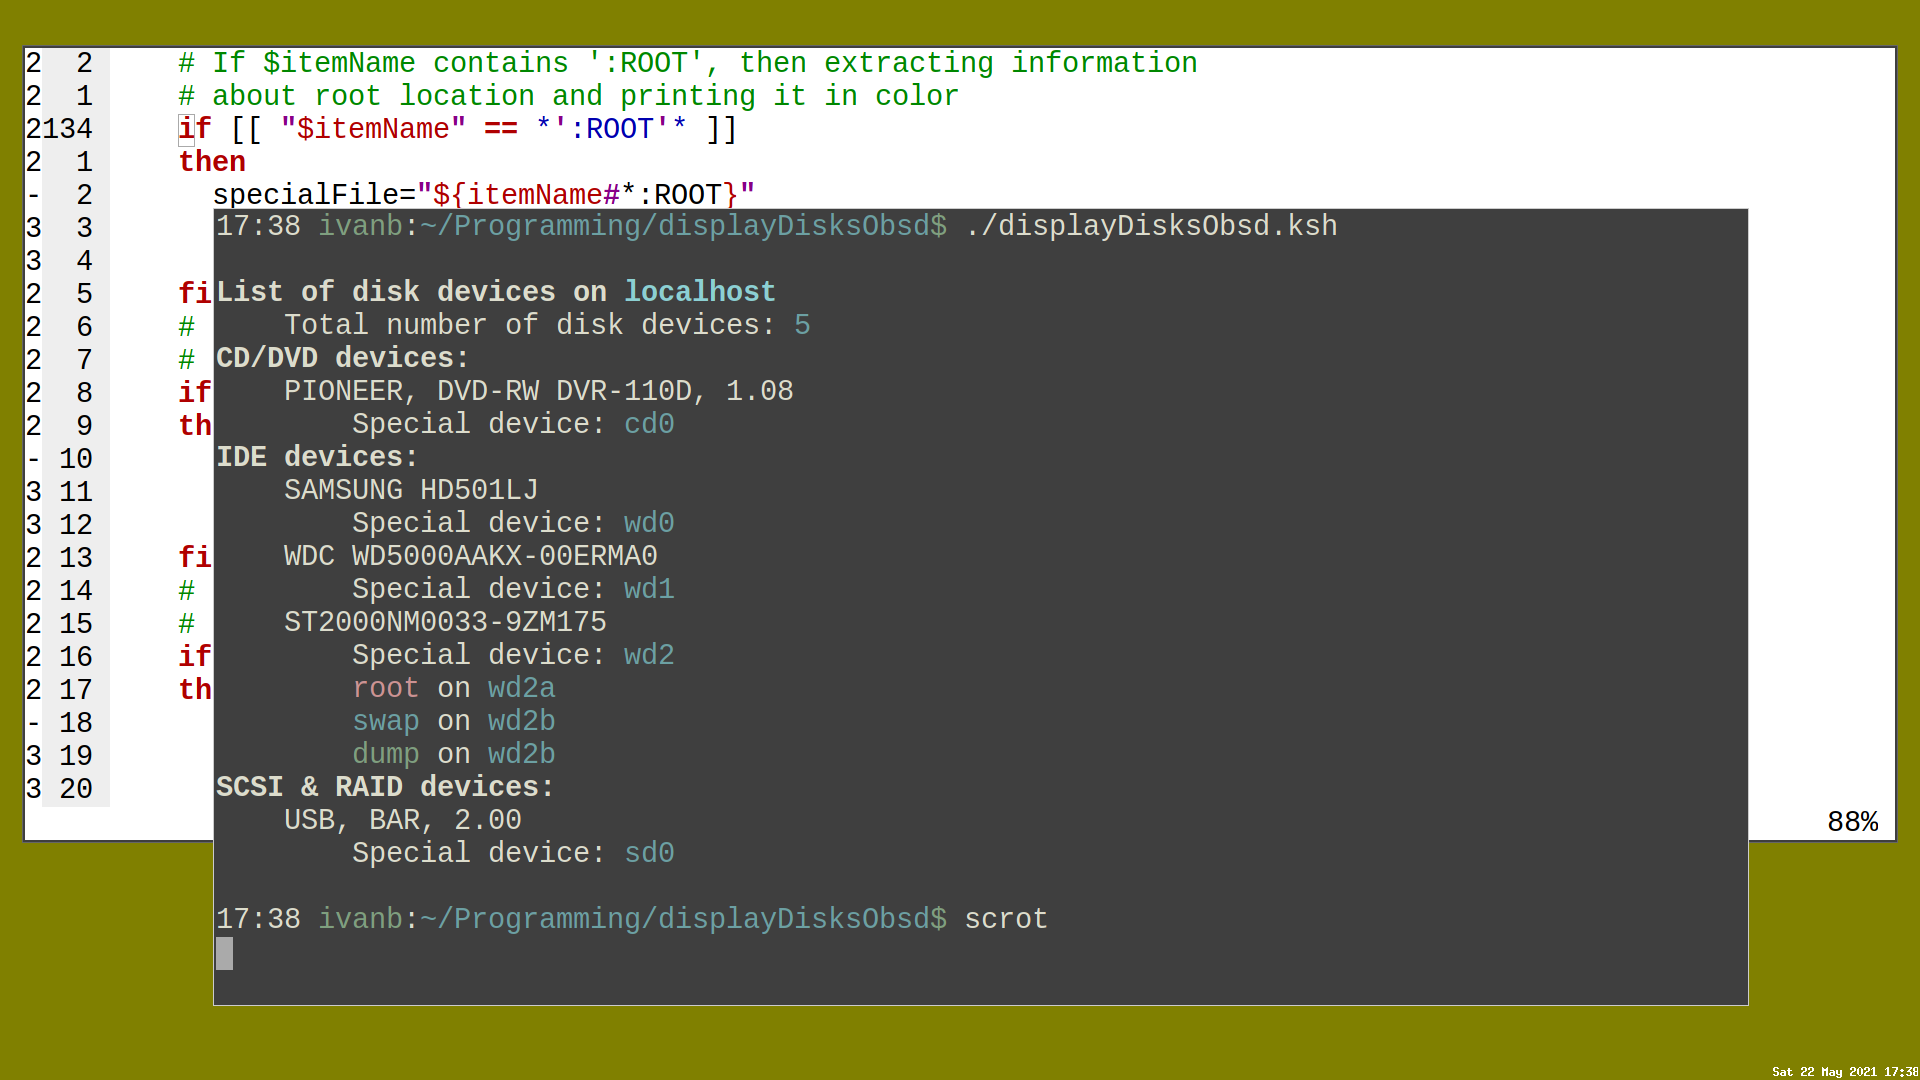 2   2     # If $itemName contains ':ROOT', then extracting information
2   1     # about root location and printing it in color
2134     if [[ "$itemName" == *':ROOT'* ]]
2   1     then
-   2       specialFile="${itemName#*:ROOT}"
3   3
3   4
2   5     fi
2   6     #
2   7     #
2   8     if
2   9     th
-  10
3  11
3  12
2  13     fi
2  14     #
2  15     #
2  16     if
2  17     th
-  18
3  19
3  20
88%
17:38 ivanb:~/Programming/displayDisksObsd$ ./displayDisksObsd.ksh
List of disk devices on localhost
    Total number of disk devices: 5
CD/DVD devices:
    PIONEER, DVD-RW DVR-110D, 1.08
        Special device: cd0
IDE devices:
    SAMSUNG HD501LJ
        Special device: wd0
    WDC WD5000AAKX-00ERMA0
        Special device: wd1
    ST2000NM0033-9ZM175
        Special device: wd2
        root on wd2a
        swap on wd2b
        dump on wd2b
SCSI & RAID devices:
    USB, BAR, 2.00
        Special device: sd0
17:38 ivanb:~/Programming/displayDisksObsd$ scrot
Sat 22 May 2021 17:38